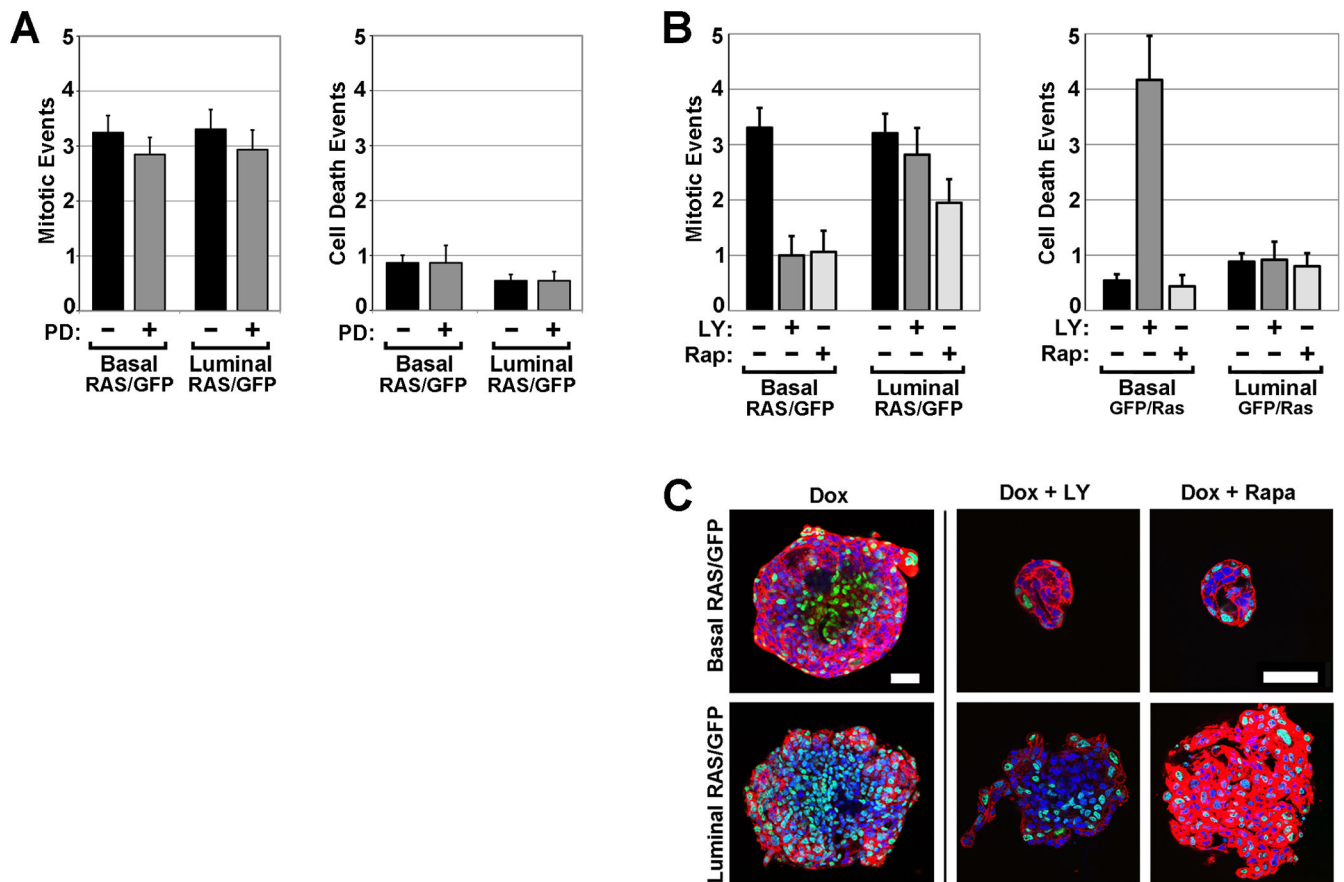 A
5
4
3
2
1
0
Mitotic Events
PD: − + − +
Basal RAS/GFP
Luminal RAS/GFP
5
4
3
2
1
0
Cell Death Events
PD: − + − +
Basal RAS/GFP
Luminal RAS/GFP
B
5
4
3
2
1
0
Mitotic Events
LY: − + − − + −
Rap: − − + − − +
Basal RAS/GFP
Luminal RAS/GFP
5
4
3
2
1
0
Cell Death Events
LY: − + − − + −
Rap: − − + − − +
Basal GFP/Ras
Luminal GFP/Ras
C
Dox
Dox + LY
Dox + Rapa
Basal RAS/GFP
Luminal RAS/GFP